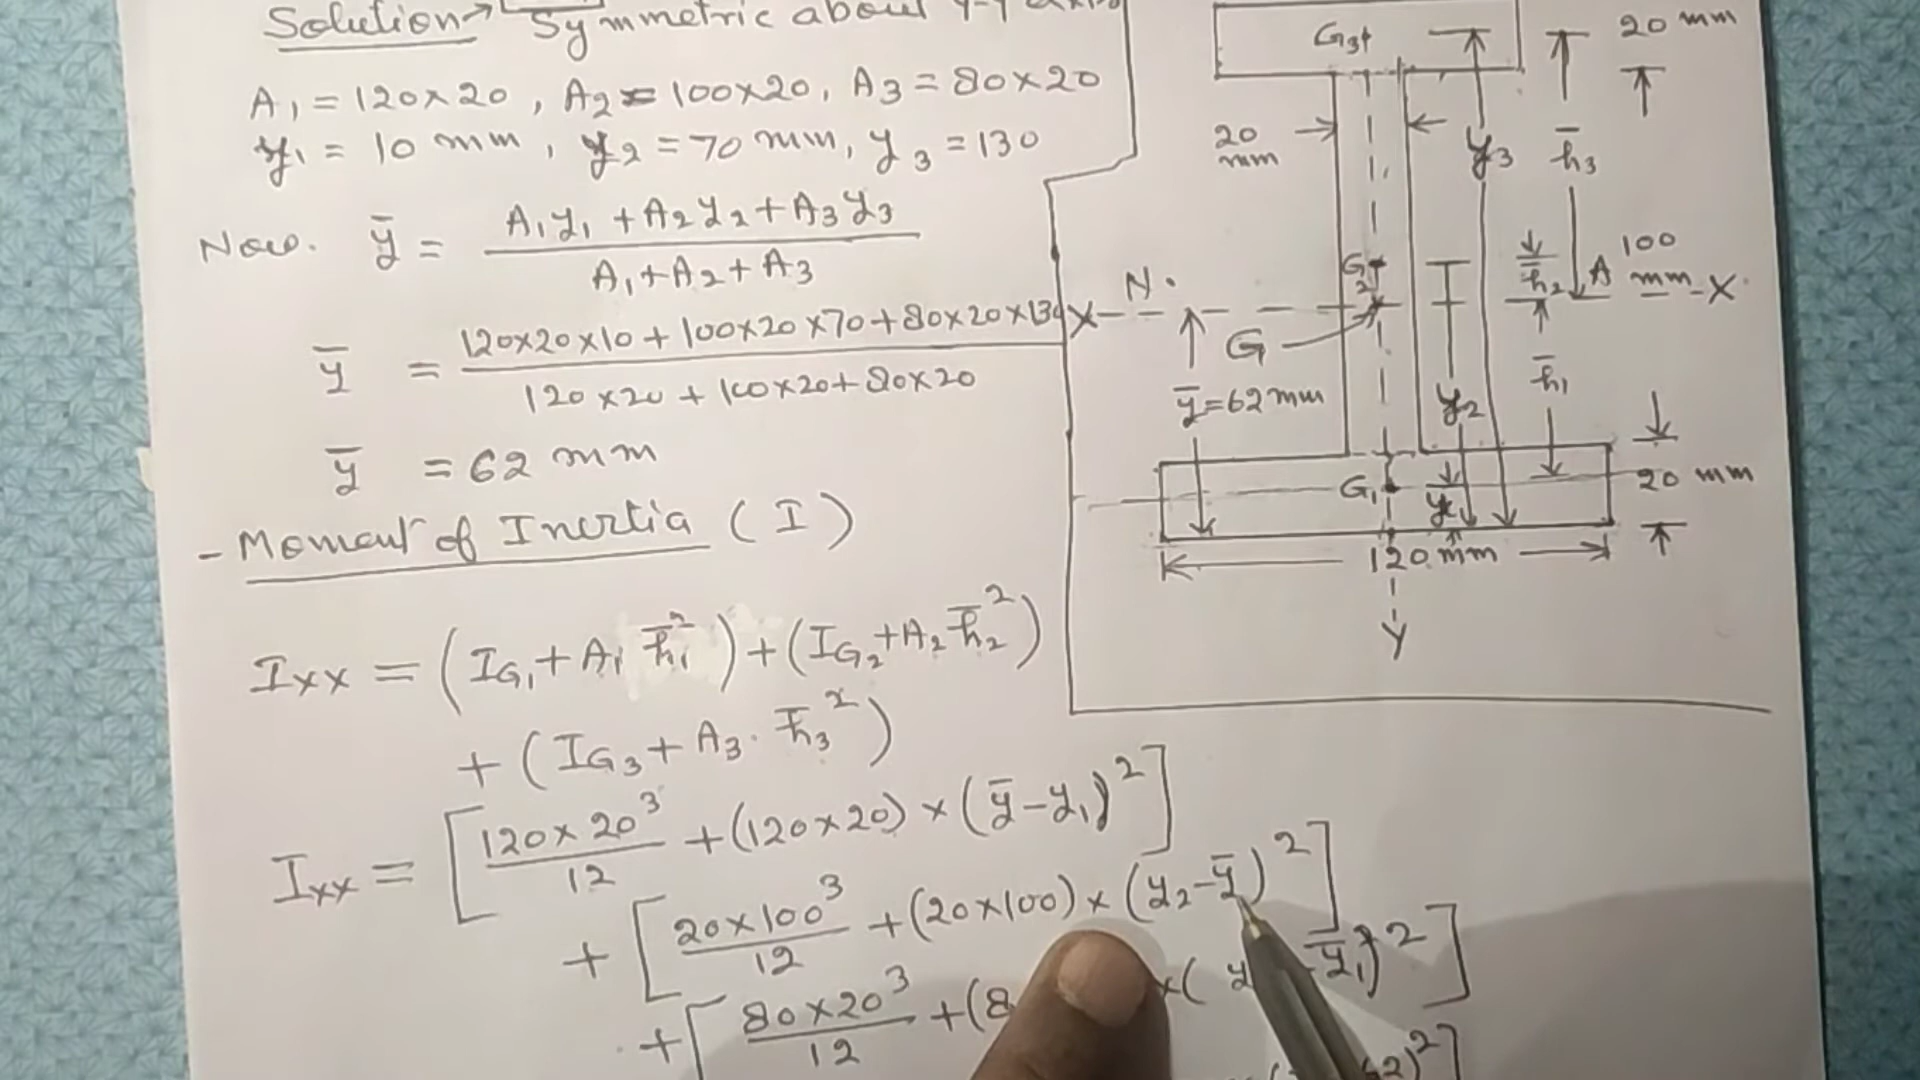 Solution → Symmetric about Y-Y axis
A₁ = 120×20 , A₂ = 100×20, A₃ = 80×20
y₁ = 10 mm , y₂ = 70 mm, y₃ = 130
Now. ȳ = (A₁y₁ + A₂y₂ + A₃y₃) / (A₁ + A₂ + A₃)
ȳ = (120×20×10 + 100×20×70 + 80×20×130) / (120×20 + 100×20 + 80×20)
ȳ = 62 mm
- Moment of Inertia ( I )
Ixx = (IG₁ + A₁ h̄₁²) + (IG₂ + A₂ h̄₂²)
+ (IG₃ + A₃ · h̄₃²)
Ixx = [120×20³/12 + (120×20) × (ȳ - y₁)²]
+ [20×100³/12 + (20×100) × (y₂ - ȳ)²]
+ [80×20³/12 + (8 ×( y - ȳ₁)²]
62)²]
G₃
20 mm
20 mm
y₃
h̄₃
G₂
h̄₂
A
100 mm
X
N.
X
G
h̄₁
ȳ = 62 mm
y₂
G₁
y₁
20 mm
120 mm
Y